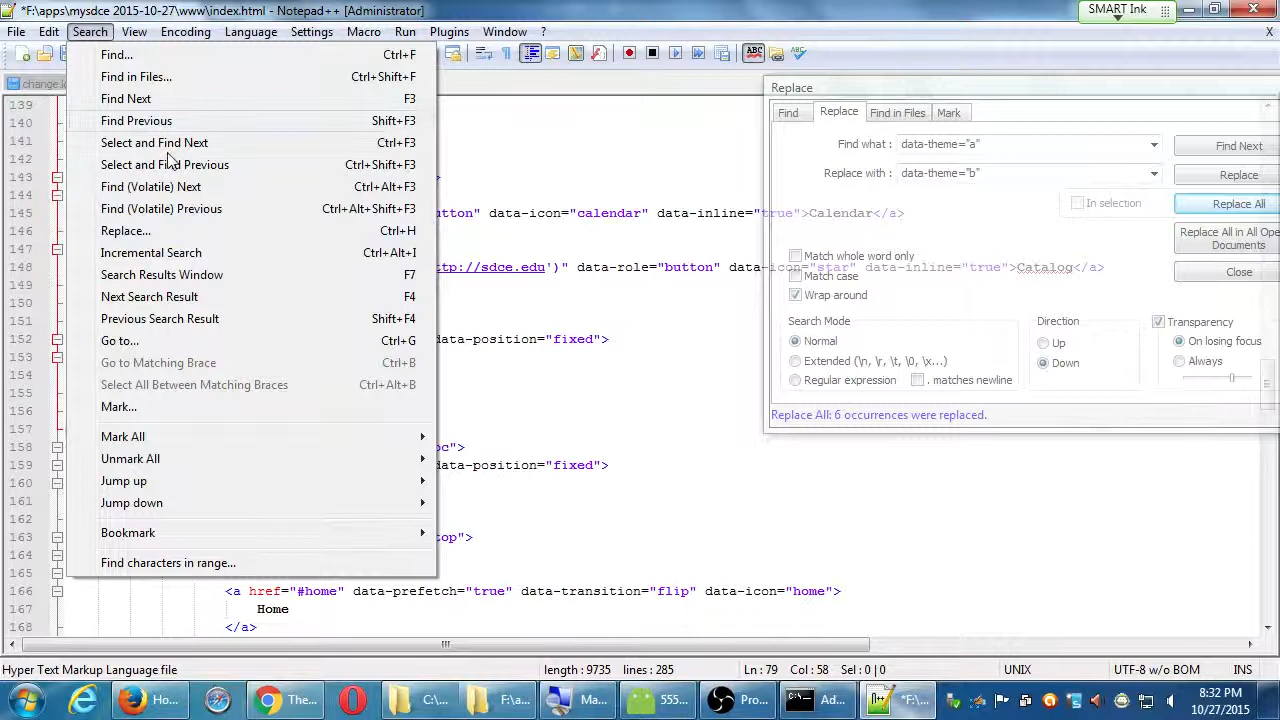 *F:\apps\mysdce 2015-10-27\www\index.html - Notepad++ [Administrator]
SMART Ink
File Edit Search View Encoding Language Settings Macro Run Plugins Window ?
X
Find... Ctrl+F
Find in Files... Ctrl+Shift+F
Find Next F3
Find Previous Shift+F3
Select and Find Next Ctrl+F3
Select and Find Previous Ctrl+Shift+F3
Find (Volatile) Next Ctrl+Alt+F3
Find (Volatile) Previous Ctrl+Alt+Shift+F3
Replace... Ctrl+H
Incremental Search Ctrl+Alt+I
Search Results Window F7
Next Search Result F4
Previous Search Result Shift+F4
Go to... Ctrl+G
Go to Matching Brace Ctrl+B
Select All Between Matching Braces Ctrl+Alt+B
Mark...
Mark All
Unmark All
Jump up
Jump down
Bookmark
Find characters in range...
change.l
139
140
141
142
143
144
145
146
147
148
149
150
151
152
153
154
155
156
157
158
159
160
161
162
163
164
165
166
167
168
utton" data-icon="calendar" data-inline="true">Calendar</a>
ttp://sdce.edu')" data-role="button" data-icon="star" data-inline="true">Catalog</a>
data-position="fixed">
oc">
data-position="fixed">
top">
<a href="#home" data-prefetch="true" data-transition="flip" data-icon="home">
Home
</a>
Replace
Find Replace Find in Files Mark
Find what : data-theme="a" Find Next
Replace with : data-theme="b" Replace
In selection Replace All
Replace All in All Ope
Documents
Match whole word only
Match case Close
Wrap around
Search Mode Direction Transparency
Normal Up On losing focus
Extended (\n, \r, \t, \0, \x...) Down Always
Regular expression . matches newline
Replace All: 6 occurrences were replaced.
Hyper Text Markup Language file length : 9735 lines : 285 Ln : 79 Col : 58 Sel : 0 | 0 UNIX UTF-8 w/o BOM INS
Ho... The... C:\... F:\a... Ma... 555... Pro... Ad... *F:\...
8:32 PM
10/27/2015